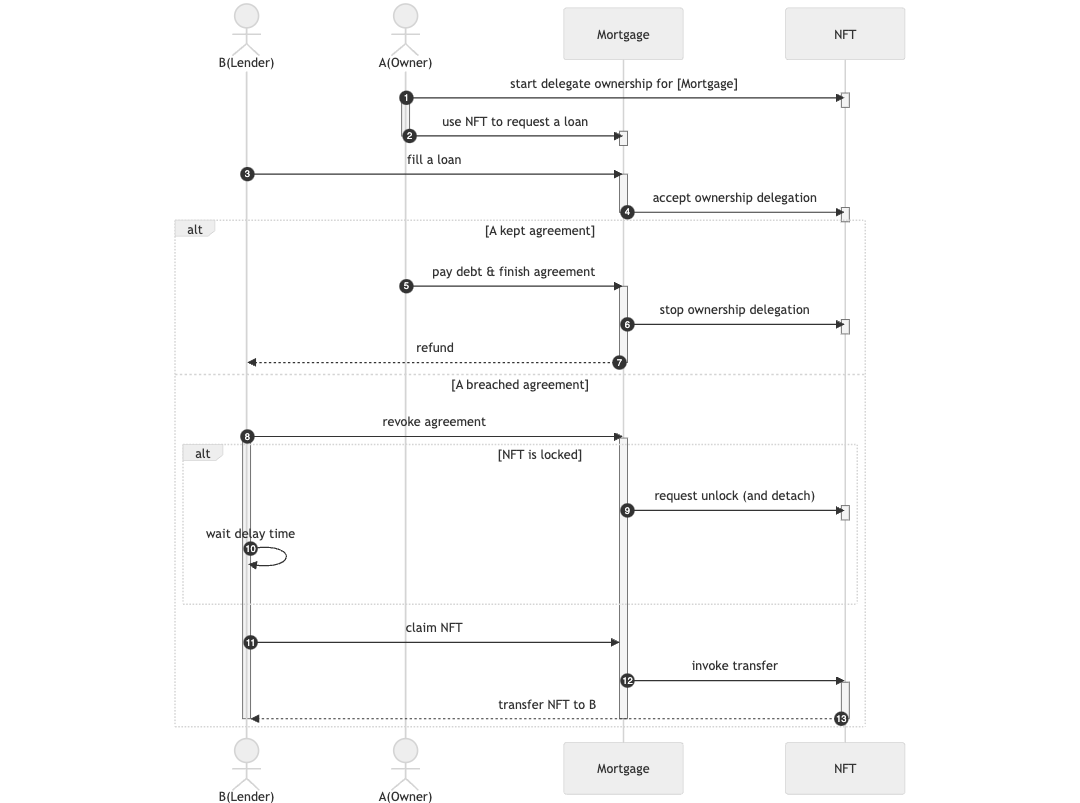 B(Lender)
A(Owner)
Mortgage
NFT
start delegate ownership for [Mortgage]
1
use NFT to request a loan
2
fill a loan
3
accept ownership delegation
4
alt
[A kept agreement]
pay debt & finish agreement
5
stop ownership delegation
6
refund
7
[A breached agreement]
revoke agreement
8
alt
[NFT is locked]
request unlock (and detach)
9
wait delay time
10
claim NFT
11
invoke transfer
12
transfer NFT to B
13
B(Lender)
A(Owner)
Mortgage
NFT